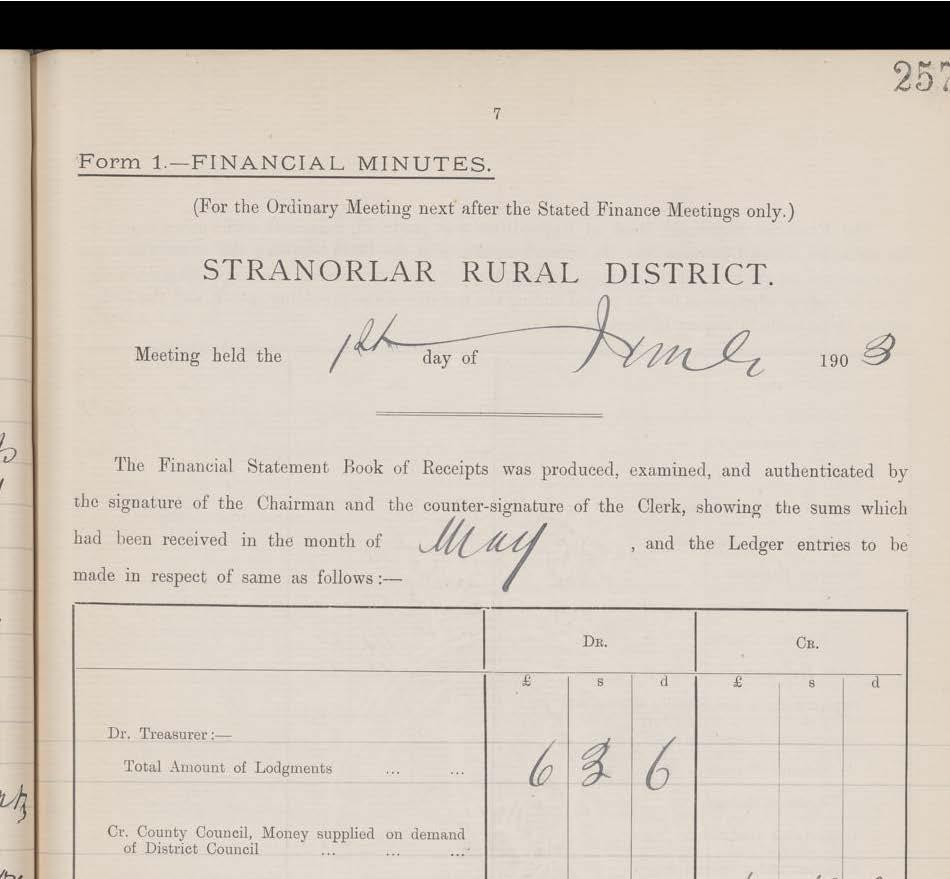 257
7
Form 1.—FINANCIAL MINUTES.
(For the Ordinary Meeting next after the Stated Finance Meetings only.)
STRANORLAR RURAL DISTRICT.
Meeting held the 1st day of June 1903
The Financial Statement Book of Receipts was produced, examined, and authenticated by
the signature of the Chairman and the counter-signature of the Clerk, showing the sums which
had been received in the month of May , and the Ledger entries to be
made in respect of same as follows :—
DR. CR.
£ s d £ s d
Dr. Treasurer :—
Total Amount of Lodgments ... ... 6 3 6
Cr. County Council, Money supplied on demand
of District Council ... ... ...